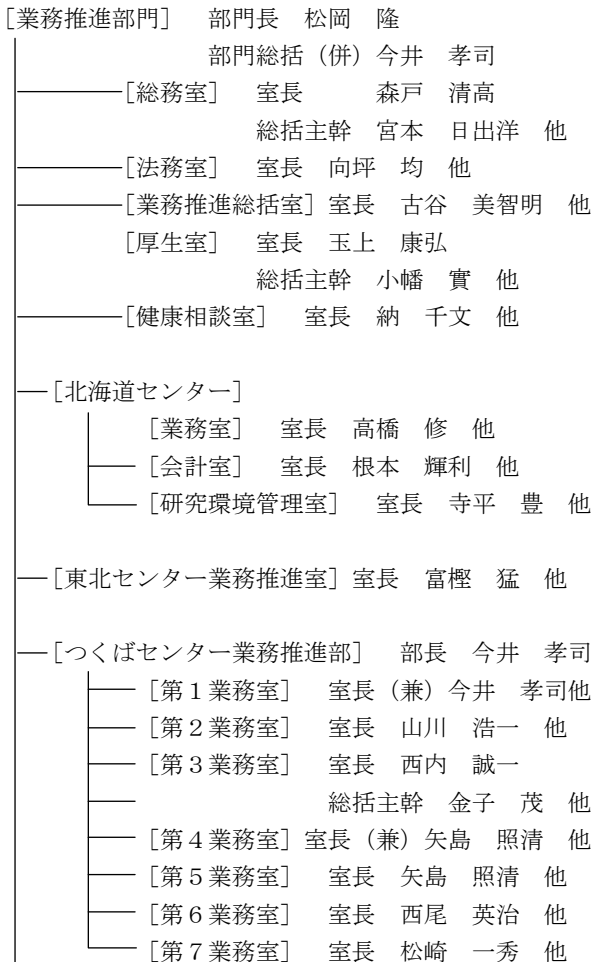 [業務推進部門]　部門長　松岡　隆
部門総括（併）今井　孝司
[総務室]　室長　　森戸　清高
総括主幹　宮本　日出洋　他
[法務室]　室長　向坪　均　他
[業務推進総括室] 室長　古谷　美智明　他
[厚生室]　室長　玉上　康弘
総括主幹　小幡　實　他
[健康相談室]　室長　納　千文　他
[北海道センター]
[業務室]　室長　高橋　修　他
[会計室]　室長　根本　輝利　他
[研究環境管理室]　室長　寺平　豊　他
[東北センター業務推進室] 室長　富樫　猛　他
[つくばセンター業務推進部]　部長　今井　孝司
[第１業務室]　室長（兼）今井　孝司他
[第２業務室]　室長　山川　浩一　他
[第３業務室]　室長　西内　誠一
総括主幹　金子　茂　他
[第４業務室] 室長（兼）矢島　照清　他
[第５業務室]　室長　矢島　照清　他
[第６業務室]　室長　西尾　英治　他
[第７業務室]　室長　松崎　一秀　他